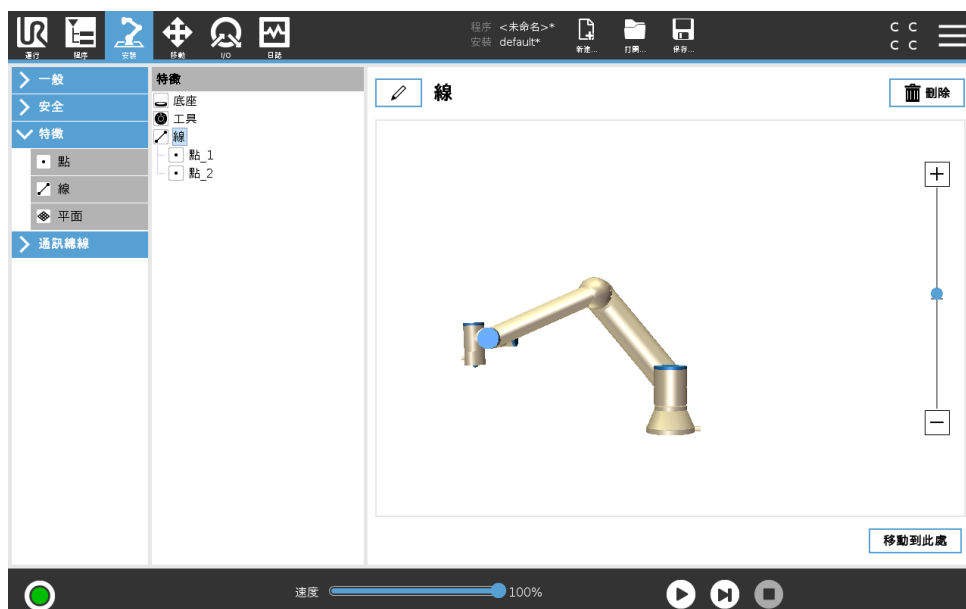 UR
運行
程序
安裝
移動
I/O
日誌
程序 <未命名>*
安裝 default*
新建...
打開...
保存...
C C
C C
一般
安全
特徵
點
線
平面
通訊總線
特徵
底座
工具
線
點_1
點_2
線
刪除
移動到此處
速度
100%